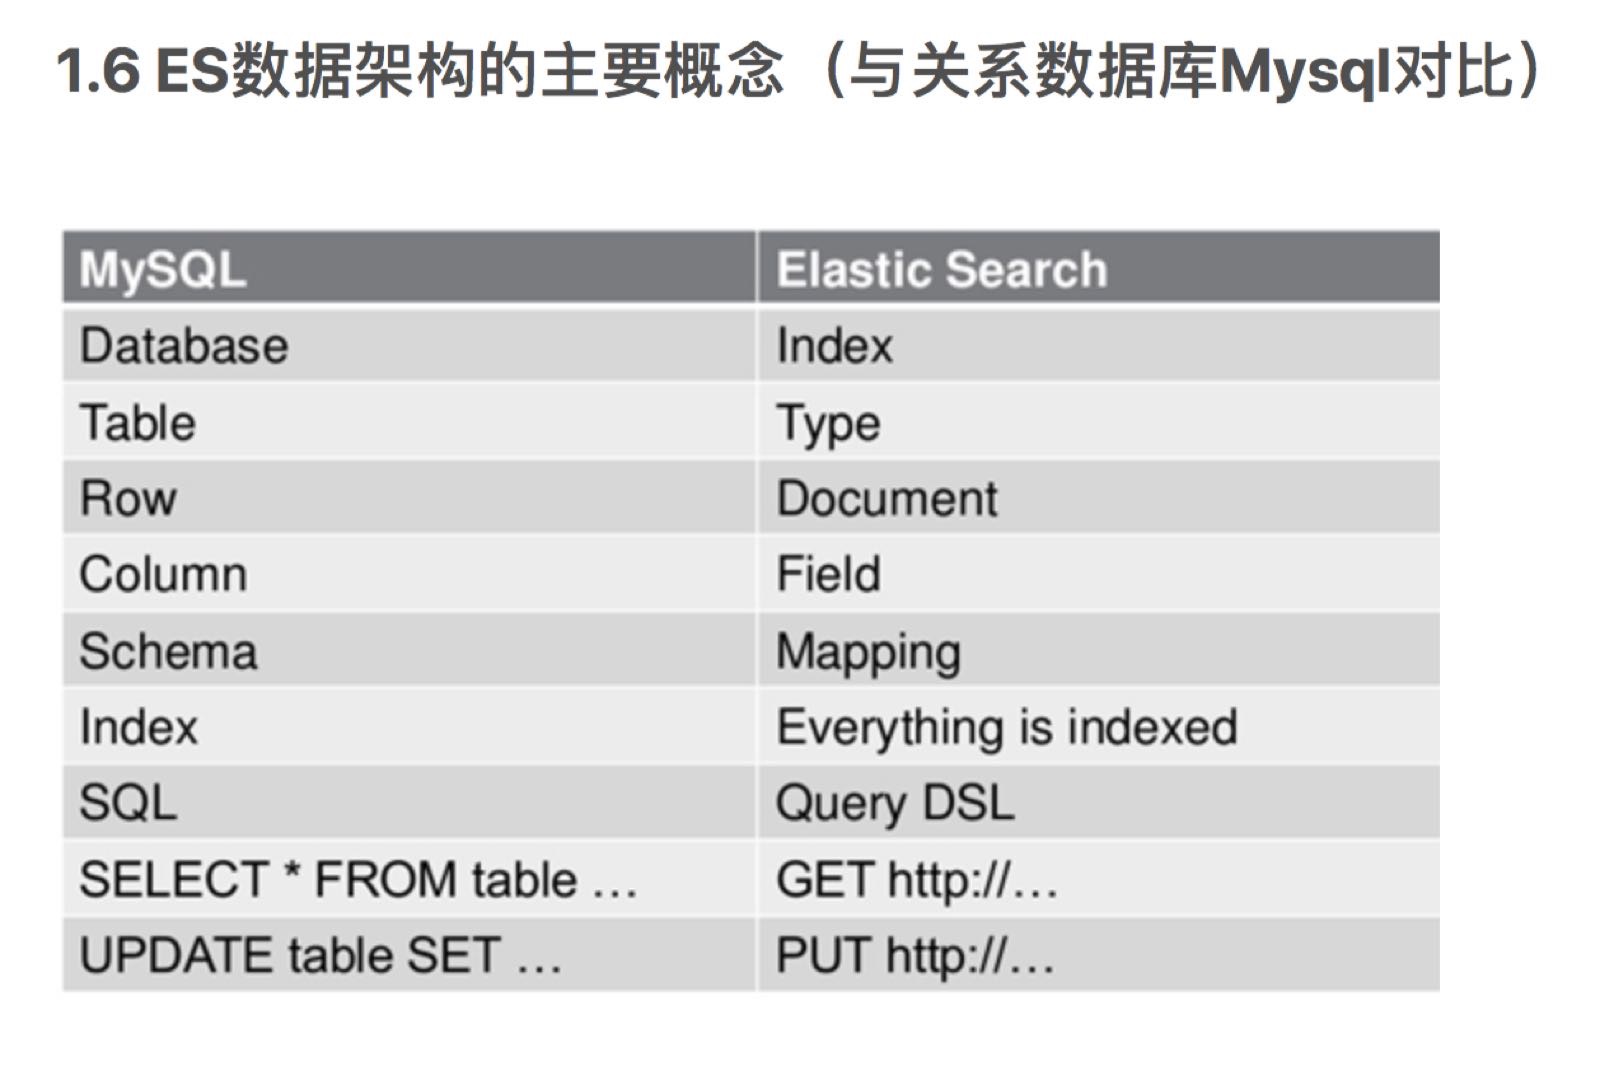 1.6 ES数据架构的主要概念（与关系数据库Mysql对比）
MySQL Elastic Search
Database Index
Table Type
Row Document
Column Field
Schema Mapping
Index Everything is indexed
SQL Query DSL
SELECT * FROM table … GET http://…
UPDATE table SET … PUT http://…